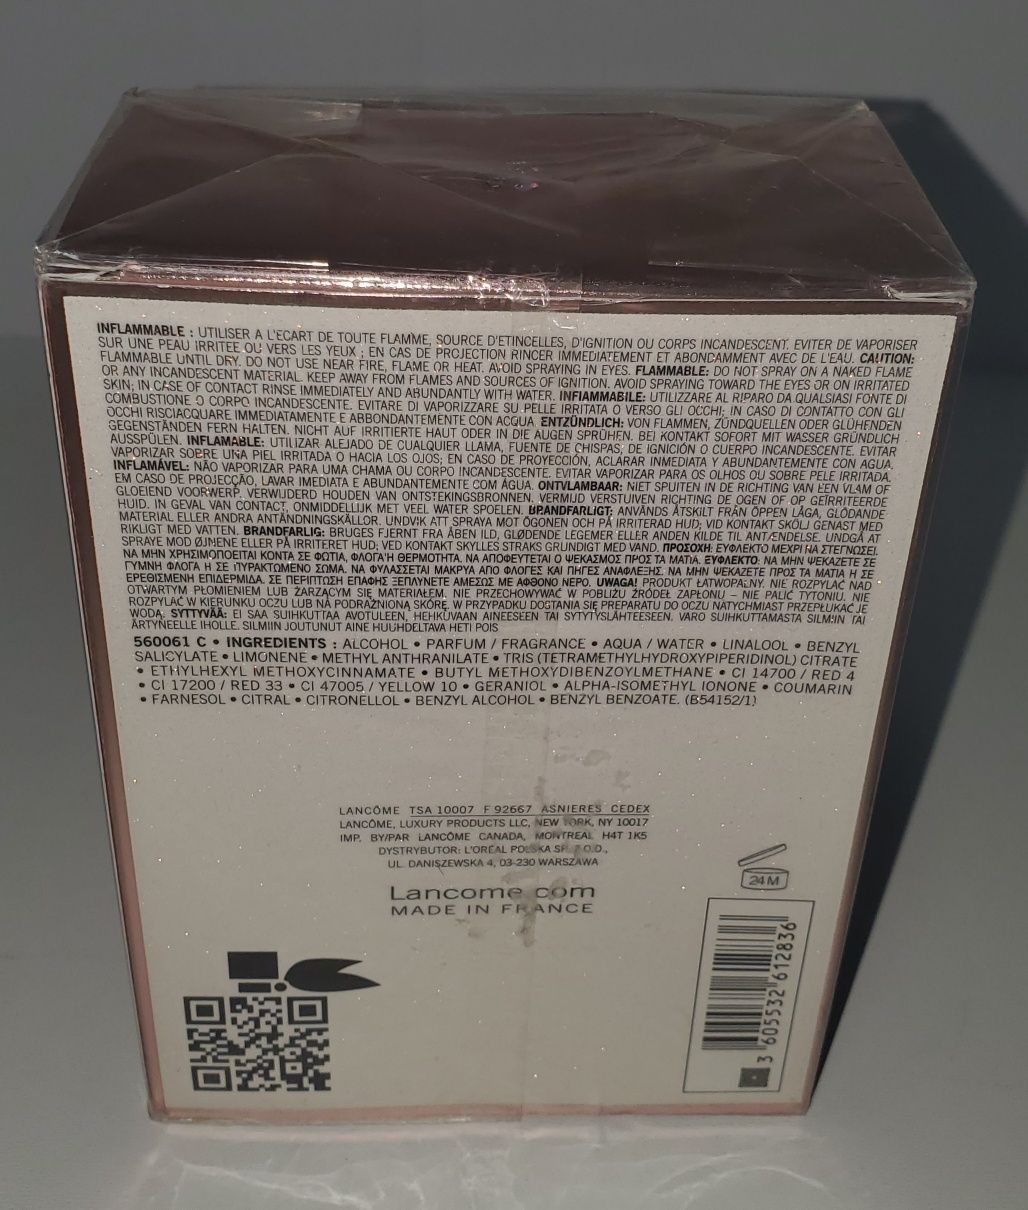 INFLAMMABLE : UTILISER A L'ECART DE TOUTE FLAMME, SOURCE D'ETINCELLES, D'IGNITION OU CORPS INCANDESCENT. EVITER DE VAPORISER
SUR UNE PEAU IRRITEE OU VERS LES YEUX ; EN CAS DE PROJECTION RINCER IMMEDIATEMENT ET ABONDAMMENT AVEC DE L'EAU. CAUTION:
FLAMMABLE UNTIL DRY. DO NOT USE NEAR FIRE, FLAME OR HEAT. AVOID SPRAYING IN EYES. FLAMMABLE: DO NOT SPRAY ON A NAKED FLAME
OR ANY INCANDESCENT MATERIAL. KEEP AWAY FROM FLAMES AND SOURCES OF IGNITION. AVOID SPRAYING TOWARD THE EYES OR ON IRRITATED
SKIN; IN CASE OF CONTACT RINSE IMMEDIATELY AND ABUNDANTLY WITH WATER. INFIAMMABILE: UTILIZZARE AL RIPARO DA QUALSIASI FONTE DI
COMBUSTIONE O CORPO INCANDESCENTE. EVITARE DI VAPORIZZARE SU PELLE IRRITATA O VERSO GLI OCCHI; IN CASO DI CONTATTO CON GLI
OCCHI RISCIACQUARE IMMEDIATAMENTE E ABBONDANTEMENTE CON ACQUA. ENTZÜNDLICH: VON FLAMMEN, ZÜNDQUELLEN ODER GLÜHENDEN
GEGENSTÄNDEN FERN HALTEN. NICHT AUF IRRITIERTE HAUT ODER IN DIE AUGEN SPRÜHEN. BEI KONTAKT SOFORT MIT WASSER GRÜNDLICH
AUSSPÜLEN. INFLAMABLE: UTILIZAR ALEJADO DE CUALQUIER LLAMA, FUENTE DE CHISPAS, DE IGNICIÓN O CUERPO INCANDESCENTE. EVITAR
VAPORIZAR SOBRE UNA PIEL IRRITADA O HACIA LOS OJOS; EN CASO DE PROYECCIÓN, ACLARAR INMEDIATA Y ABUNDANTEMENTE CON AGUA.
INFLAMÁVEL: NÃO VAPORIZAR PARA UMA CHAMA OU CORPO INCANDESCENTE. EVITAR VAPORIZAR PARA OS OLHOS OU SOBRE PELE IRRITADA.
EM CASO DE PROJECÇÃO, LAVAR IMEDIATA E ABUNDANTEMENTE COM ÁGUA. ONTVLAMBAAR: NIET SPUITEN IN DE RICHTING VAN EEN VLAM OF
GLOEIEND VOORWERP. VERWIJDERD HOUDEN VAN ONTSTEKINGSBRONNEN. VERMIJD VERSTUIVEN RICHTING DE OGEN OF OP GEÏRRITEERDE
HUID. IN GEVAL VAN CONTACT, ONMIDDELLIJK MET VEEL WATER SPOELEN. BRANDFARLIGT: ANVÄNDS ÅTSKILT FRÅN ÖPPEN LÅGA, GLÖDANDE
MATERIAL ELLER ANDRA ANTÄNDNINGSKÄLLOR. UNDVIK ATT SPRAYA MOT ÖGONEN OCH PÅ IRRITERAD HUD; VID KONTAKT SKÖLJ GENAST MED
RIKLIGT MED VATTEN. BRANDFARLIG: BRUGES FJERNT FRA ÅBEN ILD, GLØDENDE LEGEMER ELLER ANDEN KILDE TIL ANTÆNDELSE. UNDGÅ AT
SPRAYE MOD ØJNENE ELLER PÅ IRRITERET HUD; VED KONTAKT SKYLLES STRAKS GRUNDIGT MED VAND. ΠΡΟΣΟΧΗ: ΕΥΦΛΕΚΤΟ ΜΕΧΡΙ ΝΑ ΣΤΕΓΝΩΣΕΙ.
ΝΑ ΜΗΝ ΧΡΗΣΙΜΟΠΟΕΙΤΑΙ ΚΟΝΤΑ ΣΕ ΦΩΤΙΑ, ΦΛΟΓΑ Η ΘΕΡΜΟΤΗΤΑ. ΝΑ ΑΠΟΦΕΥΓΕΤΑΙ Ο ΨΕΚΑΣΜΟΣ ΠΡΟΣ ΤΑ ΜΑΤΙΑ. ΕΥΦΛΕΚΤΟ: ΝΑ ΜΗΝ ΨΕΚΑΖΕΤΕ ΣΕ
ΓΥΜΝΗ ΦΛΟΓΑ Η ΣΕ ΠΥΡΑΚΤΩΜΕΝΟ ΣΩΜΑ. ΝΑ ΦΥΛΑΣΣΕΤΑΙ ΜΑΚΡΥΑ ΑΠΟ ΦΛΟΓΕΣ ΚΑΙ ΠΗΓΕΣ ΑΝΑΦΛΕΞΗΣ. ΝΑ ΜΗΝ ΨΕΚΑΖΕΤΕ ΠΡΟΣ ΤΑ ΜΑΤΙΑ Η ΣΕ
ΕΡΕΘΙΣΜΕΝΗ ΕΠΙΔΕΡΜΙΔΑ. ΣΕ ΠΕΡΙΠΤΩΣΗ ΕΠΑΦΗΣ ΞΕΠΛΥΝΕΤΕ ΑΜΕΣΩΣ ΜΕ ΑΦΘΟΝΟ ΝΕΡΟ. UWAGA! PRODUKT ŁATWOPALNY. NIE ROZPYLAĆ NAD
OTWARTYM PŁOMIENIEM LUB ŻARZĄCYM SIĘ MATERIAŁEM. NIE PRZECHOWYWAĆ W POBLIŻU ŹRÓDEŁ ZAPŁONU – NIE PALIĆ TYTONIU. NIE
ROZPYLAĆ W KIERUNKU OCZU LUB NA PODRAŻNIONĄ SKÓRĘ. W PRZYPADKU DOSTANIA SIĘ PREPARATU DO OCZU NATYCHMIAST PRZEPŁUKAĆ JE
WODĄ. SYTTYVÄÄ: EI SAA SUIHKUTTAA AVOTULEEN, HEHKUVAAN AINEESEEN TAI SYTYTYSLÄHTEESEEN. VARO SUIHKUTTAMASTA SILMIIN TAI
ÄRTYNEELLE IHOLLE. SILMIIN JOUTUNUT AINE HUUHDELTAVA HETI POIS
560061 C • INGREDIENTS : ALCOHOL • PARFUM / FRAGRANCE • AQUA / WATER • LINALOOL • BENZYL
SALICYLATE • LIMONENE • METHYL ANTHRANILATE • TRIS (TETRAMETHYLHYDROXYPIPERIDINOL) CITRATE
• ETHYLHEXYL METHOXYCINNAMATE • BUTYL METHOXYDIBENZOYLMETHANE • CI 14700 / RED 4
• CI 17200 / RED 33 • CI 47005 / YELLOW 10 • GERANIOL • ALPHA-ISOMETHYL IONONE • COUMARIN
• FARNESOL • CITRAL • CITRONELLOL • BENZYL ALCOHOL • BENZYL BENZOATE. (B54152/1)
LANCÔME TSA 10007 F 92667 ASNIERES CEDEX
LANCÔME, LUXURY PRODUCTS LLC, NEW YORK, NY 10017
IMP. BY/PAR LANCÔME CANADA, MONTREAL H4T 1K5
DYSTRYBUTOR: L'ORÉAL POLSKA SP. Z O.O.,
UL. DANISZEWSKA 4, 03-230 WARSZAWA
Lancome.com
MADE IN FRANCE
24M
3 605532 612836